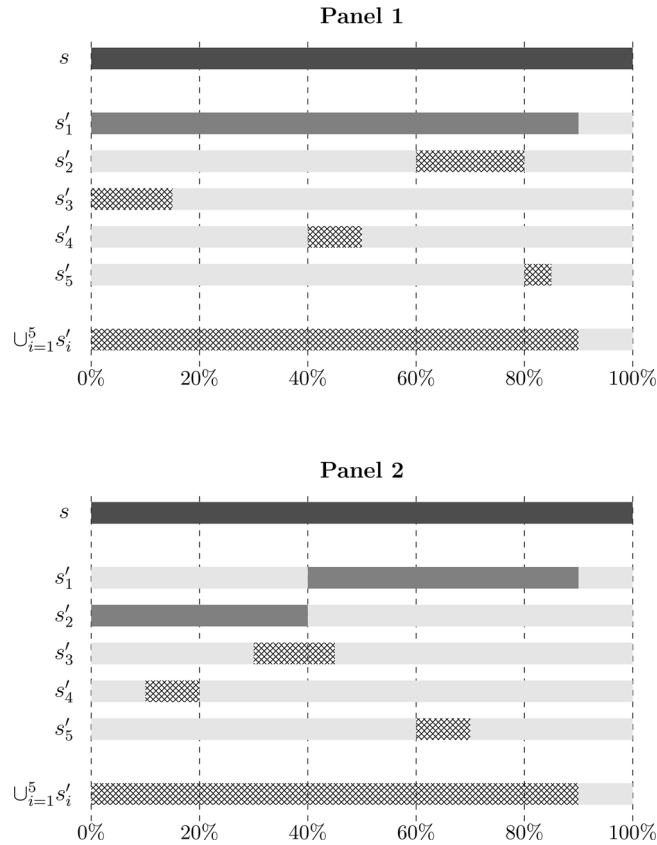 Panel 1
s
s′₁
s′₂
s′₃
s′₄
s′₅
∪⁵ᵢ₌₁s′ᵢ
0% 20% 40% 60% 80% 100%
Panel 2
s
s′₁
s′₂
s′₃
s′₄
s′₅
∪⁵ᵢ₌₁s′ᵢ
0% 20% 40% 60% 80% 100%